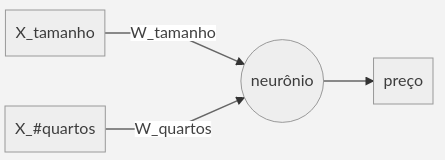 X_tamanho
W_tamanho
neurônio
preço
X_#quartos
W_quartos